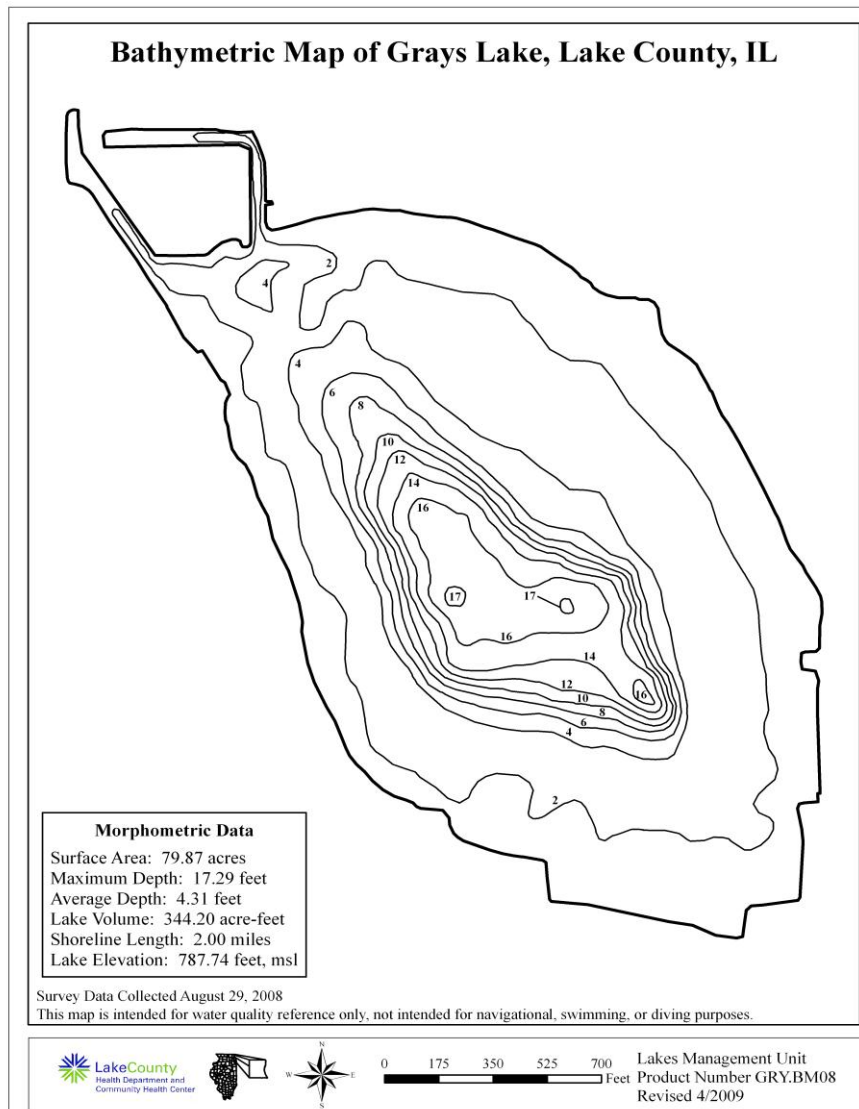 Bathymetric Map of Grays Lake, Lake County, IL
2
4
4
6
8
10
12
14
16
17
17
16
14
12
16
10
8
6
4
2
Morphometric Data
Surface Area: 79.87 acres
Maximum Depth: 17.29 feet
Average Depth: 4.31 feet
Lake Volume: 344.20 acre-feet
Shoreline Length: 2.00 miles
Lake Elevation: 787.74 feet, msl
Survey Data Collected August 29, 2008
This map is intended for water quality reference only, not intended for navigational, swimming, or diving purposes.
LakeCounty
Health Department and
Community Health Center
N
W E
S
0 175 350 525 700
Feet
Lakes Management Unit
Product Number GRY.BM08
Revised 4/2009